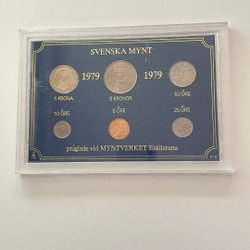 SVENSKA MYNT
1979 1979
1 KRONA 5 KRONOR 50 ÖRE
10 ÖRE 5 ÖRE 25 ÖRE
präglade vid MYNTVERKET Eskilstuna